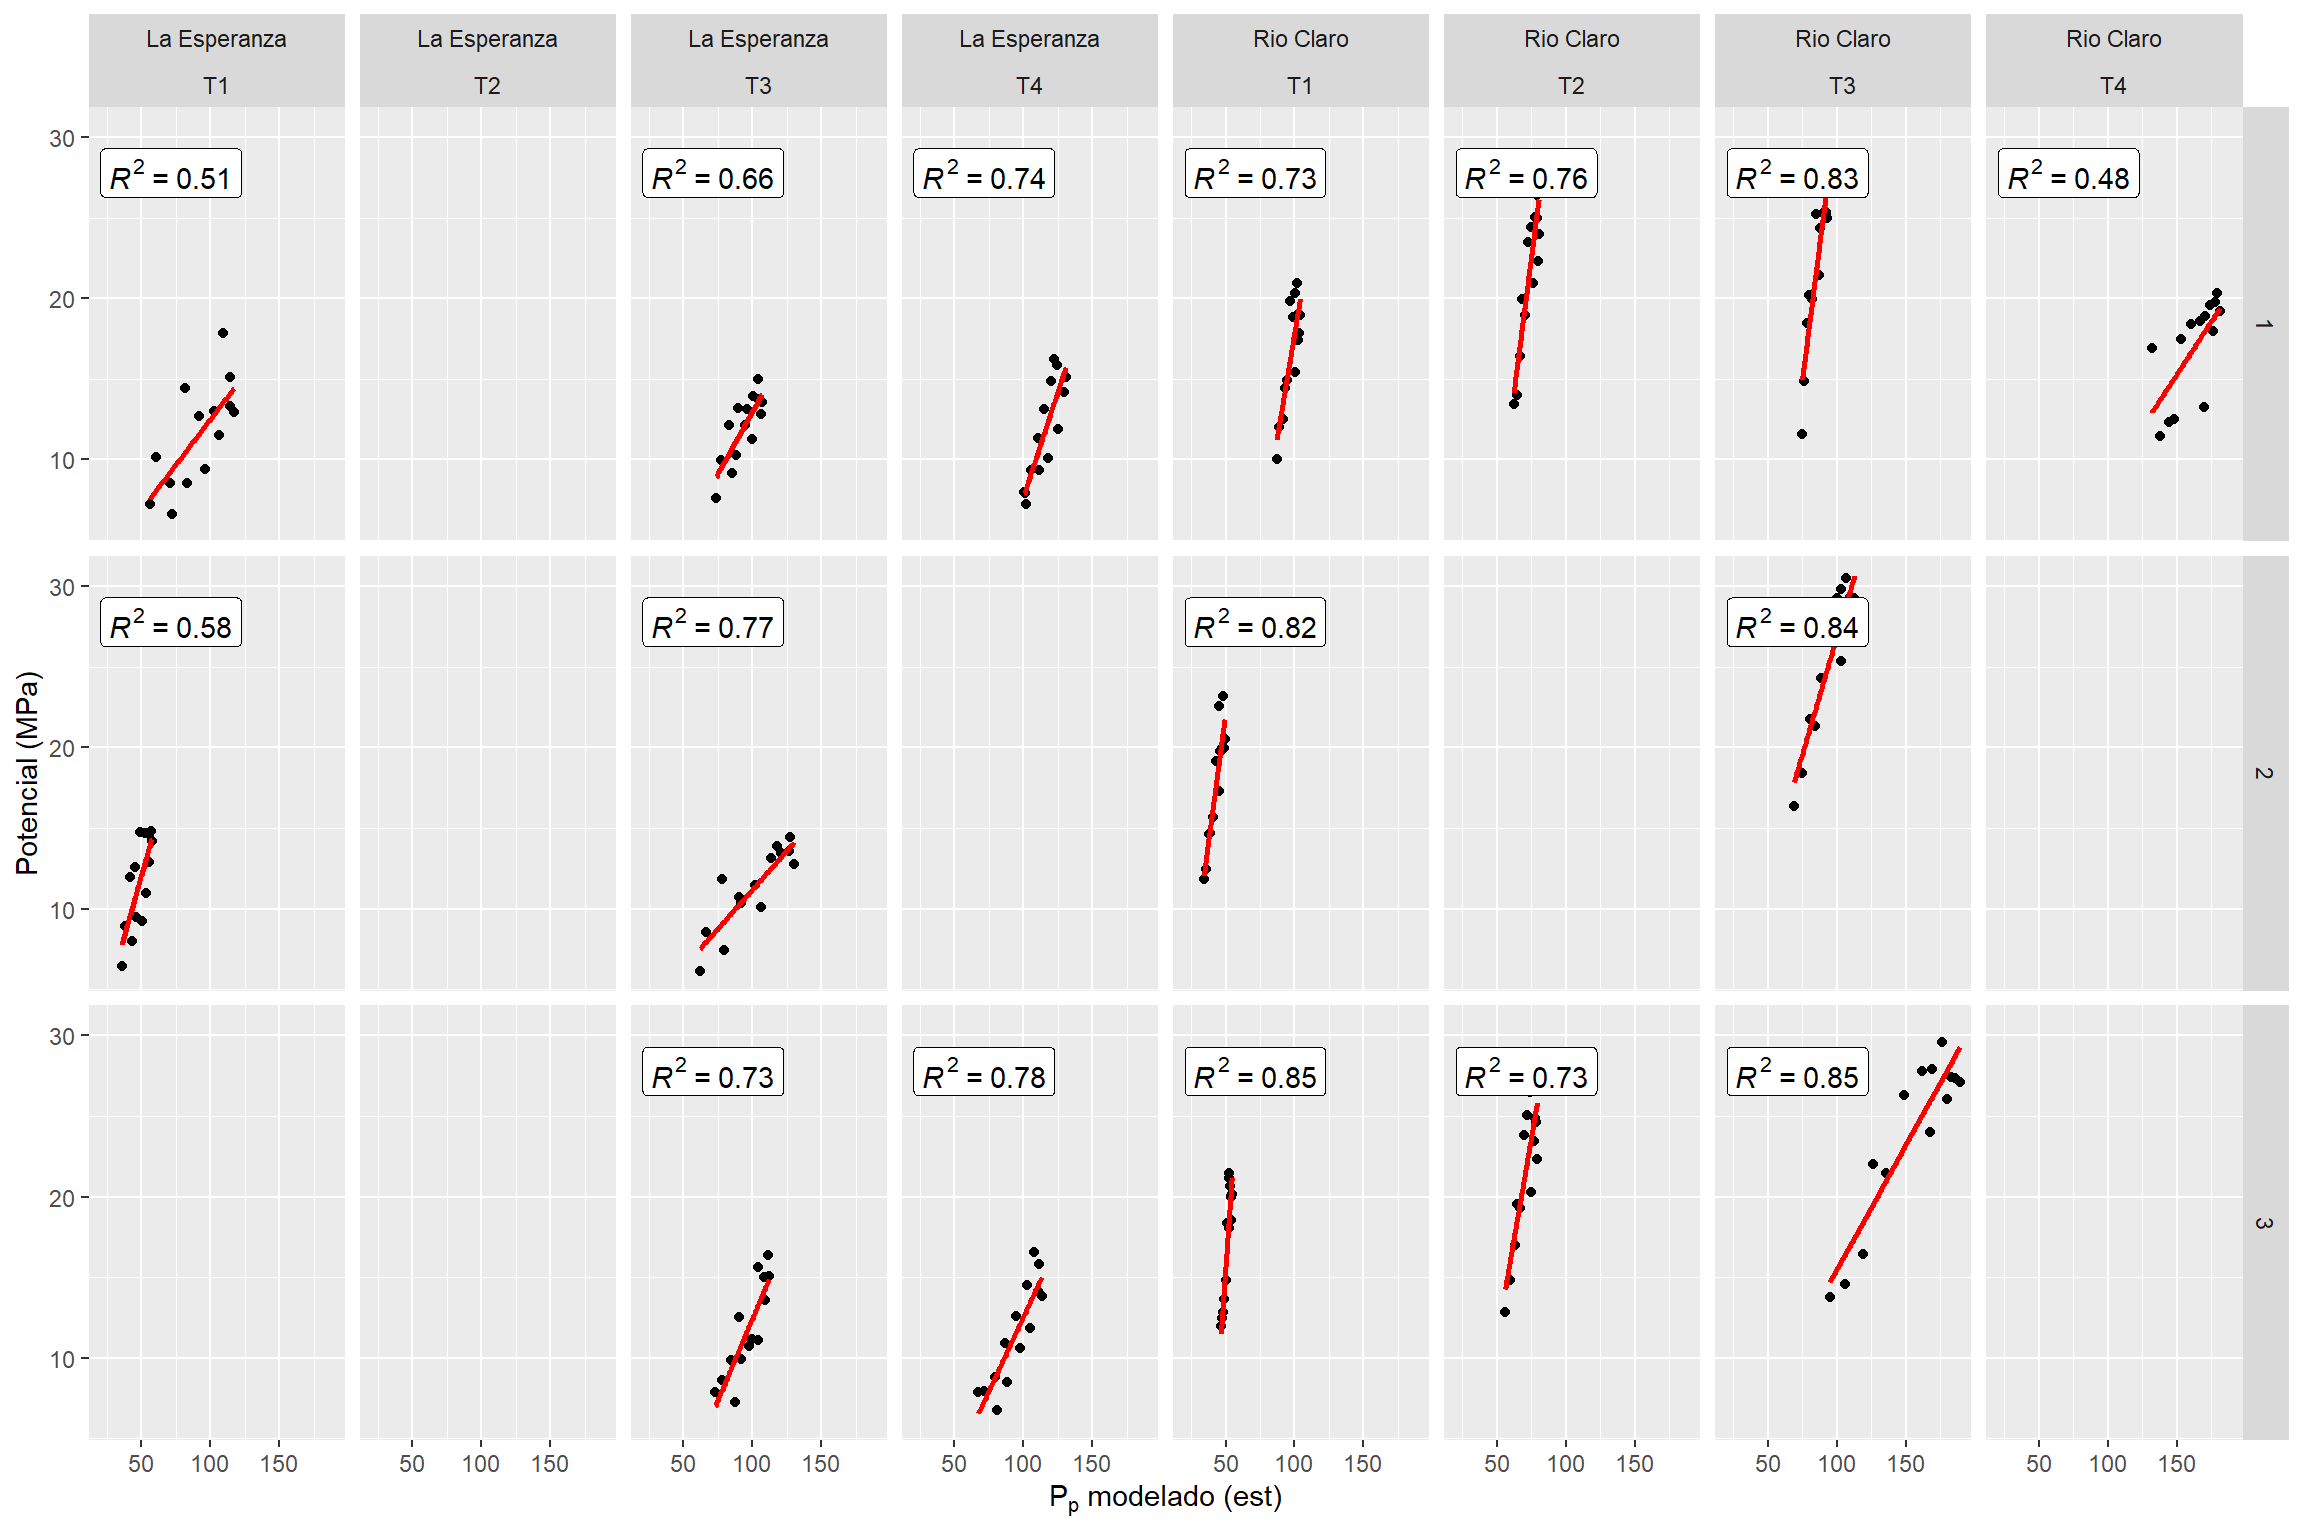 La Esperanza La Esperanza La Esperanza La Esperanza Rio Claro Rio Claro Rio Claro Rio Claro
T1 T2 T3 T4 T1 T2 T3 T4
30
R² = 0.51 R² = 0.66 R² = 0.74 R² = 0.73 R² = 0.76 R² = 0.83 R² = 0.48
20
1
10
30
R² = 0.58 R² = 0.77 R² = 0.82 R² = 0.84
20
2
Potencial (MPa)
10
30
R² = 0.73 R² = 0.78 R² = 0.85 R² = 0.73 R² = 0.85
20
3
10
50 100 150 50 100 150 50 100 150 50 100 150 50 100 150 50 100 150 50 100 150 50 100 150
Pₚ modelado (est)